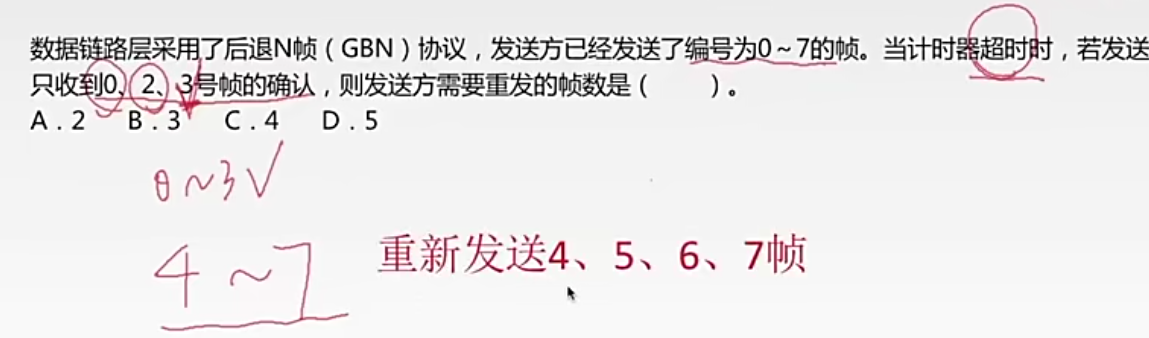 数据链路层采用了后退N帧（GBN）协议，发送方已经发送了编号为0～7的帧。当计时器超时时，若发送
只收到0、2、3号帧的确认，则发送方需要重发的帧数是（　　）。
A．2　B．3　C．4　D．5
0~3√
4~7
重新发送4、5、6、7帧